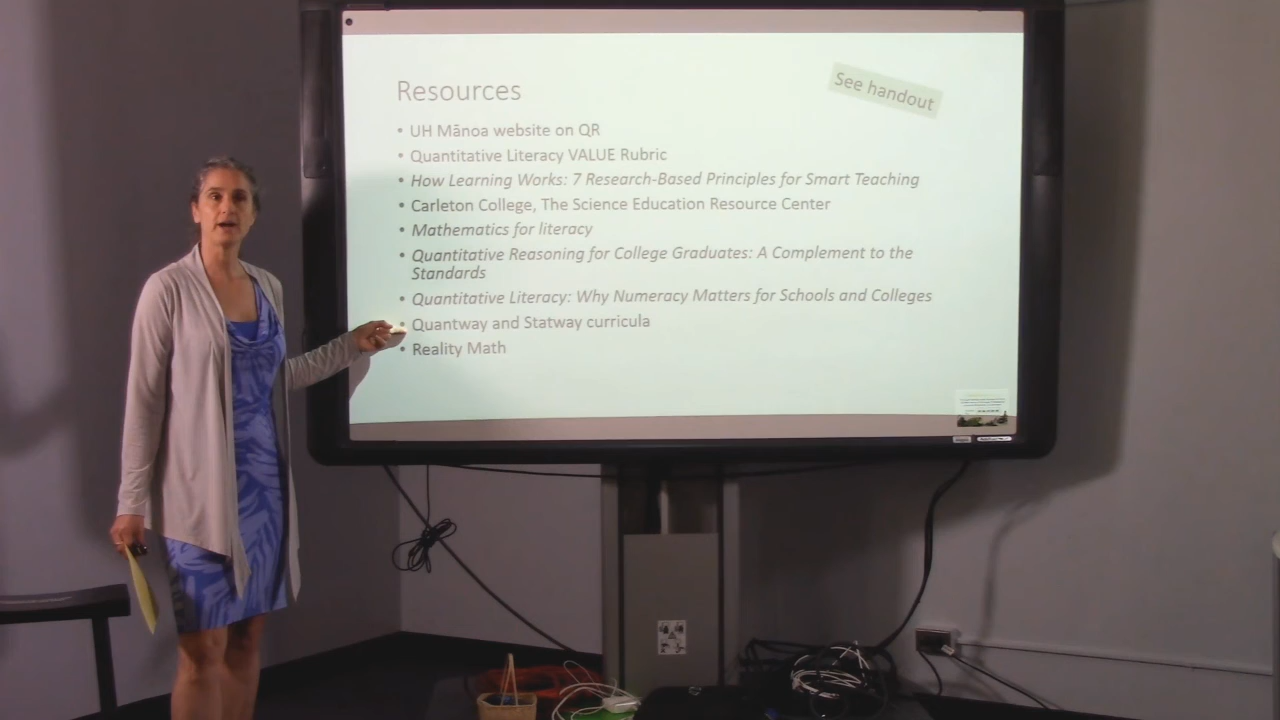 See handout
Resources
• UH Mānoa website on QR
• Quantitative Literacy VALUE Rubric
• How Learning Works: 7 Research-Based Principles for Smart Teaching
• Carleton College, The Science Education Resource Center
• Mathematics for literacy
• Quantitative Reasoning for College Graduates: A Complement to the
Standards
• Quantitative Literacy: Why Numeracy Matters for Schools and Colleges
• Quantway and Statway curricula
• Reality Math